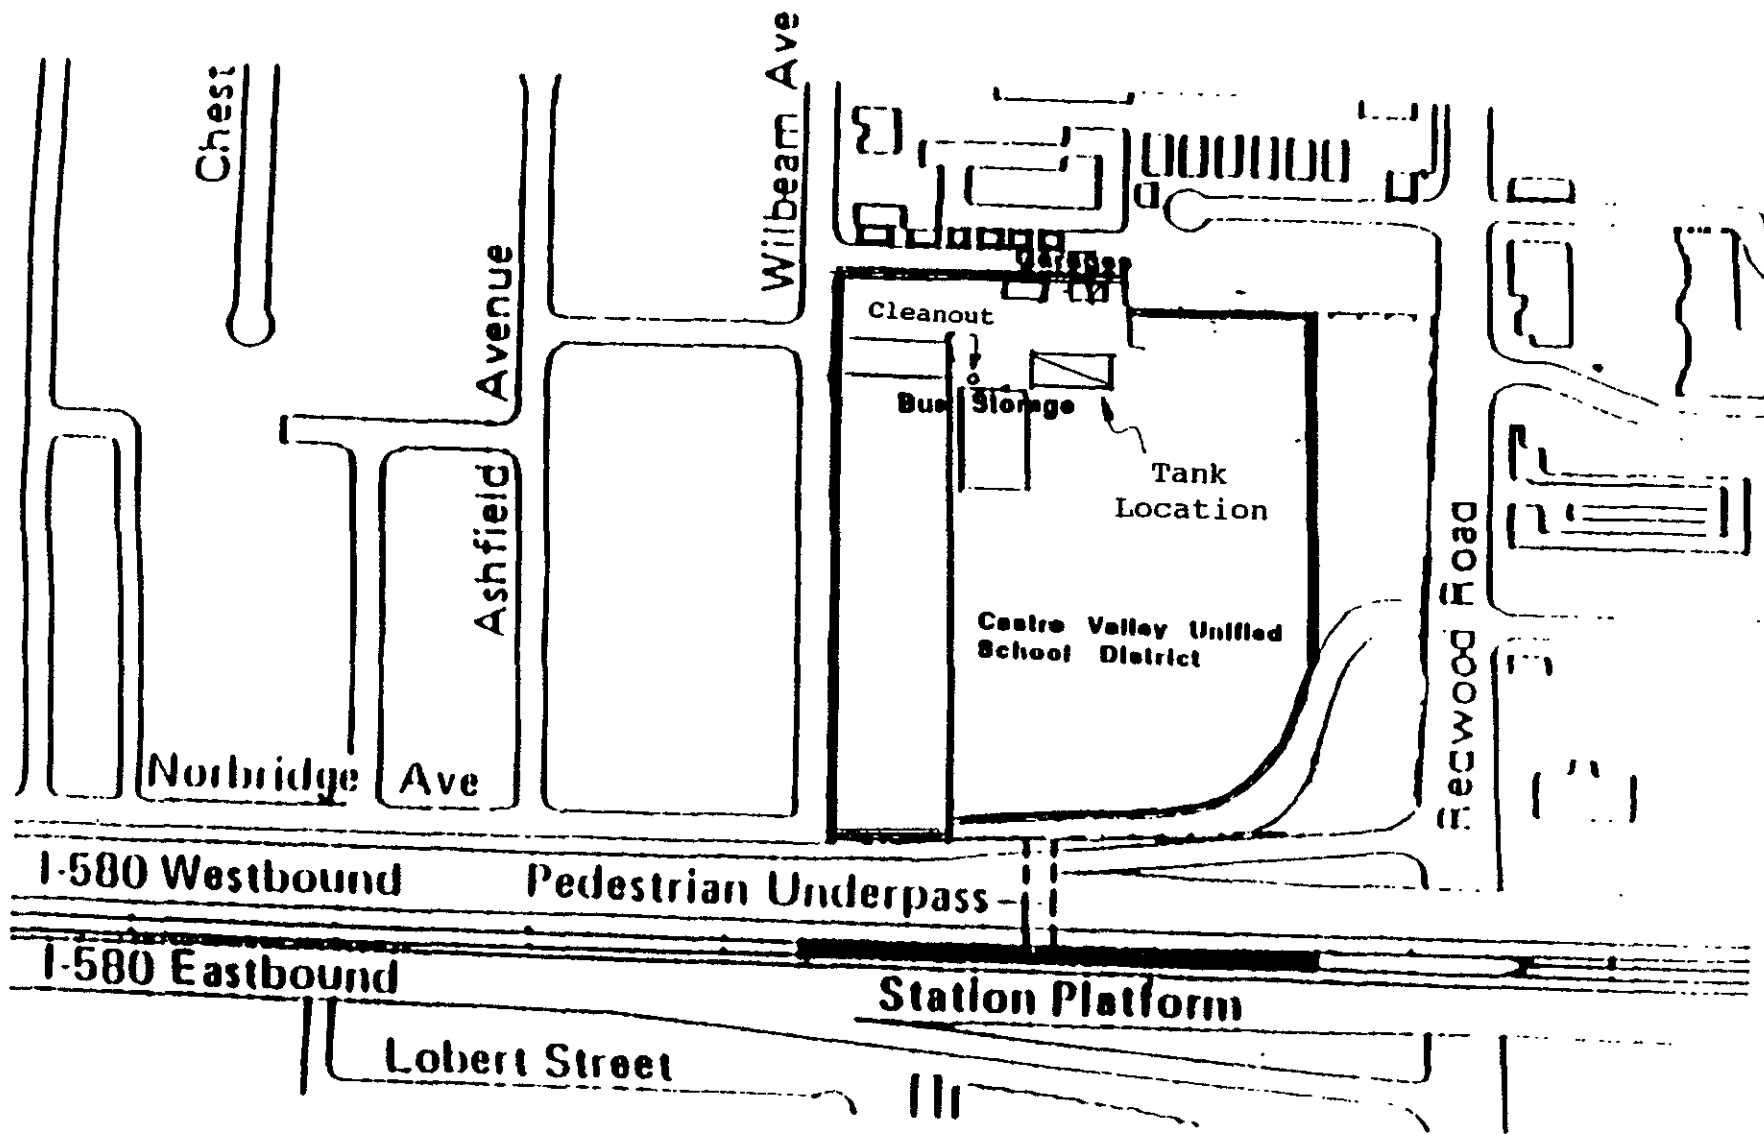 Chest
Avenue
Ashfield
Wilbeam Ave
Garages
Cleanout
Bus Storage
Tank
Location
Castro Valley Unified
School District
Redwood Road
Norbridge Ave
I-580 Westbound
Pedestrian Underpass
I-580 Eastbound
Station Platform
Lobert Street